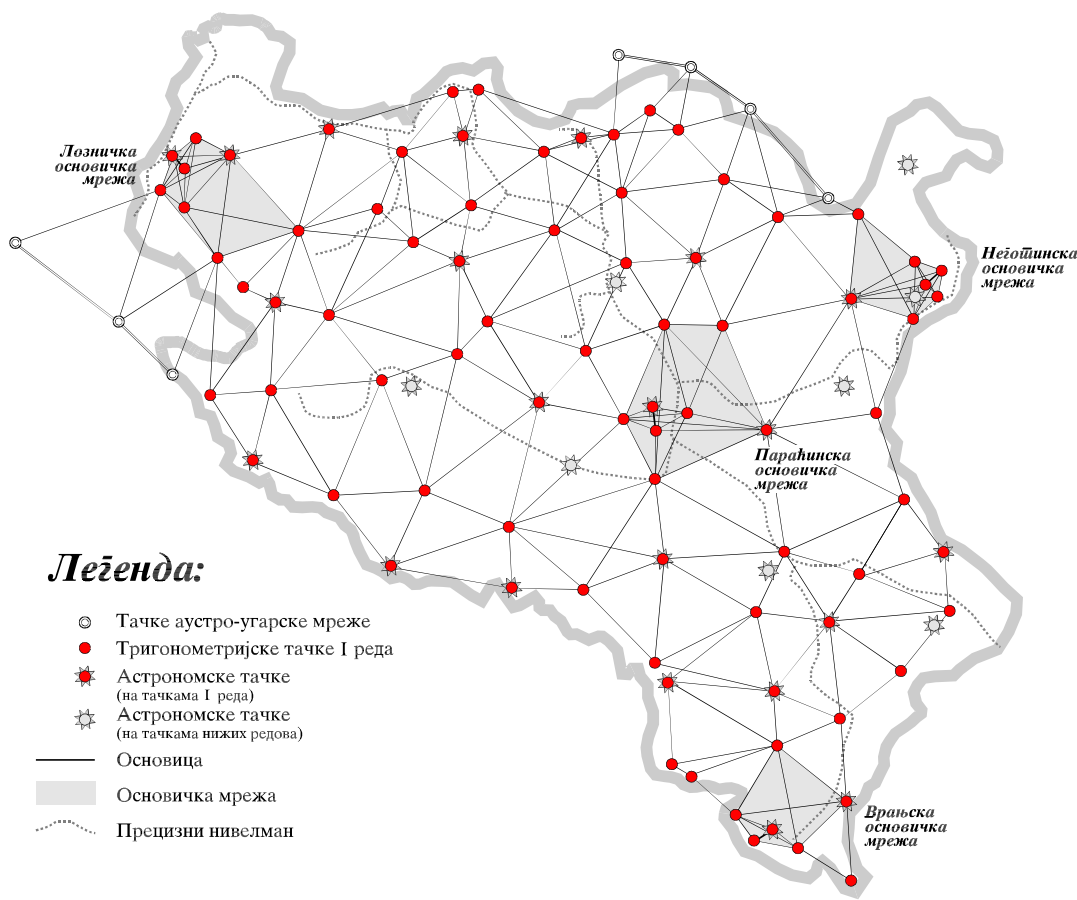 Лозничка
основичка
мрежа
Неготинска
основичка
мрежа
Параћинска
основичка
мрежа
Врањска
основичка
мрежа
Легенда:
Тачке аустро-угарске мреже
Тригонометријске тачке I реда
Астрономске тачке
(на тачкама I реда)
Астрономске тачке
(на тачкама нижих редова)
Основица
Основичка мрежа
Прецизни нивелман